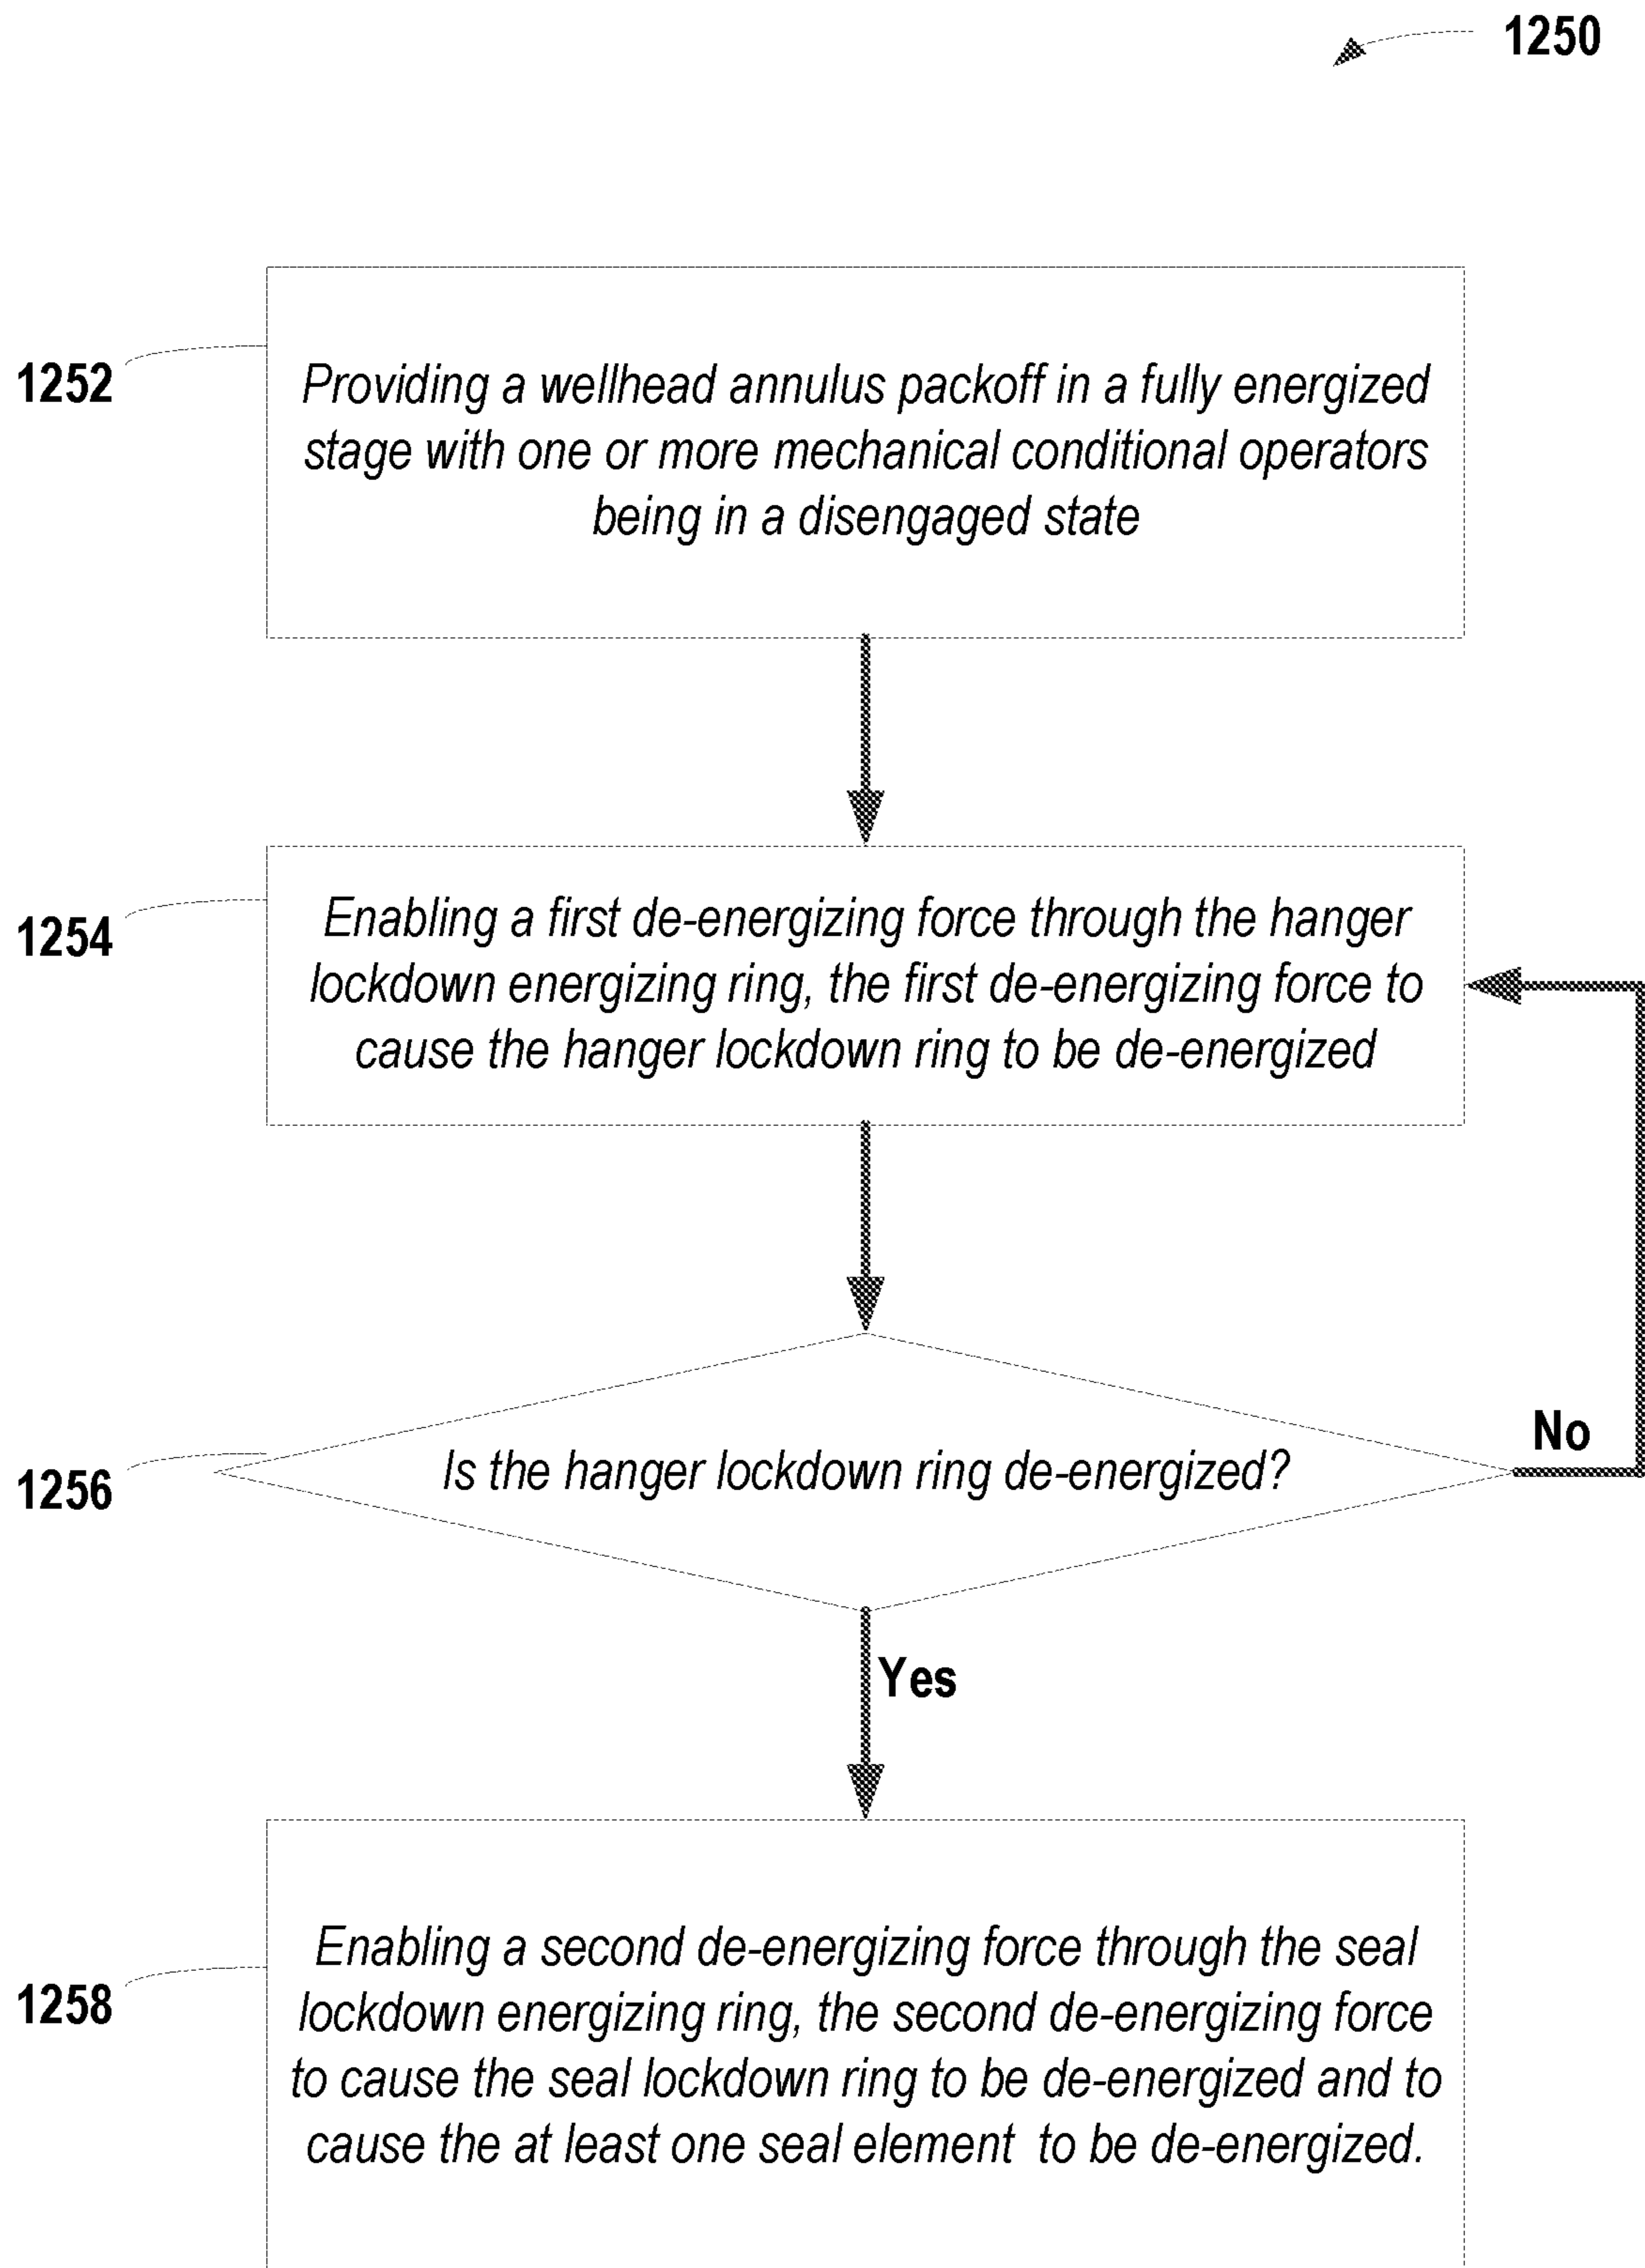 1250
1252
Providing a wellhead annulus packoff in a fully energized
stage with one or more mechanical conditional operators
being in a disengaged state
1254
Enabling a first de-energizing force through the hanger
lockdown energizing ring, the first de-energizing force to
cause the hanger lockdown ring to be de-energized
1256
Is the hanger lockdown ring de-energized?
No
Yes
1258
Enabling a second de-energizing force through the seal
lockdown energizing ring, the second de-energizing force
to cause the seal lockdown ring to be de-energized and to
cause the at least one seal element to be de-energized.